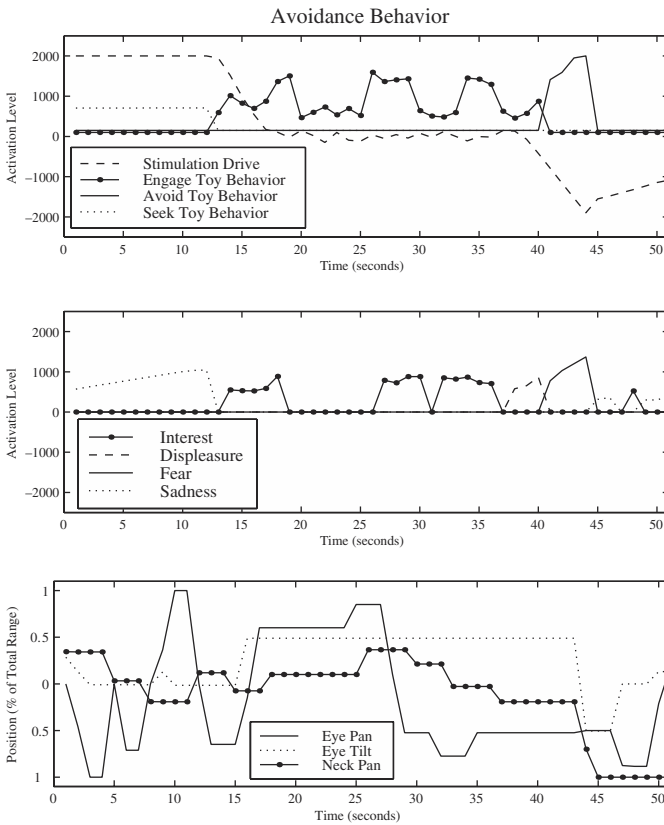 Avoidance Behavior
2000
1000
0
−1000
−2000
Activation Level
Stimulation Drive
Engage Toy Behavior
Avoid Toy Behavior
Seek Toy Behavior
0 5 10 15 20 25 30 35 40 45 50
Time (seconds)
2000
1000
0
−1000
−2000
Activation Level
Interest
Displeasure
Fear
Sadness
0 5 10 15 20 25 30 35 40 45 50
Time (seconds)
1
0.5
0
0.5
1
Position (% of Total Range)
Eye Pan
Eye Tilt
Neck Pan
0 5 10 15 20 25 30 35 40 45 50
Time (seconds)